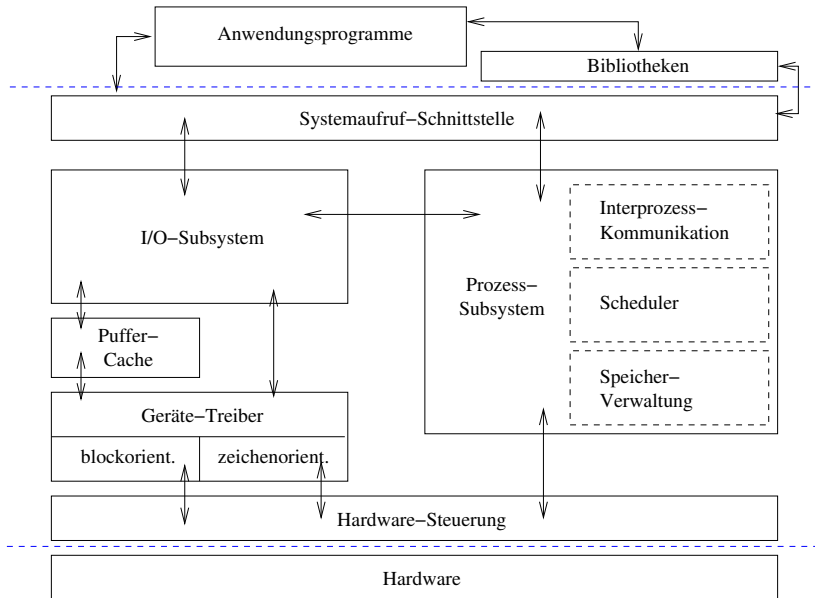 Anwendungsprogramme
Bibliotheken
Systemaufruf−Schnittstelle
I/O−Subsystem
Prozess−
Subsystem
Interprozess−
Kommunikation
Scheduler
Speicher−
Verwaltung
Puffer−
Cache
Geräte−Treiber
blockorient.
zeichenorient.
Hardware−Steuerung
Hardware